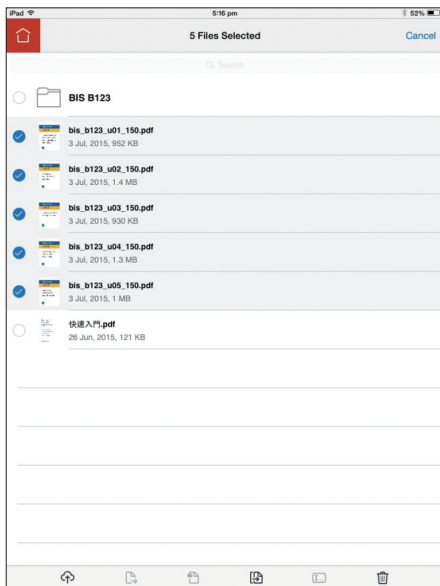 iPad 5:16 pm 52%
5 Files Selected Cancel
Search
BIS B123
bis_b123_u01_150.pdf
3 Jul, 2015, 952 KB
bis_b123_u02_150.pdf
3 Jul, 2015, 1.4 MB
bis_b123_u03_150.pdf
3 Jul, 2015, 930 KB
bis_b123_u04_150.pdf
3 Jul, 2015, 1.3 MB
bis_b123_u05_150.pdf
3 Jul, 2015, 1 MB
快速入門.pdf
26 Jun, 2015, 121 KB